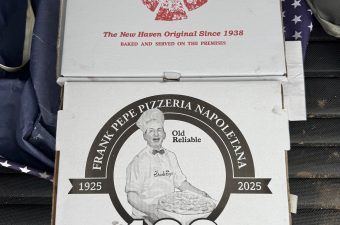 The New Haven Original Since 1938
BAKED AND SERVED ON THE PREMISES
FRANK PEPE PIZZERIA NAPOLETANA
Old
Reliable
1925
2025
100